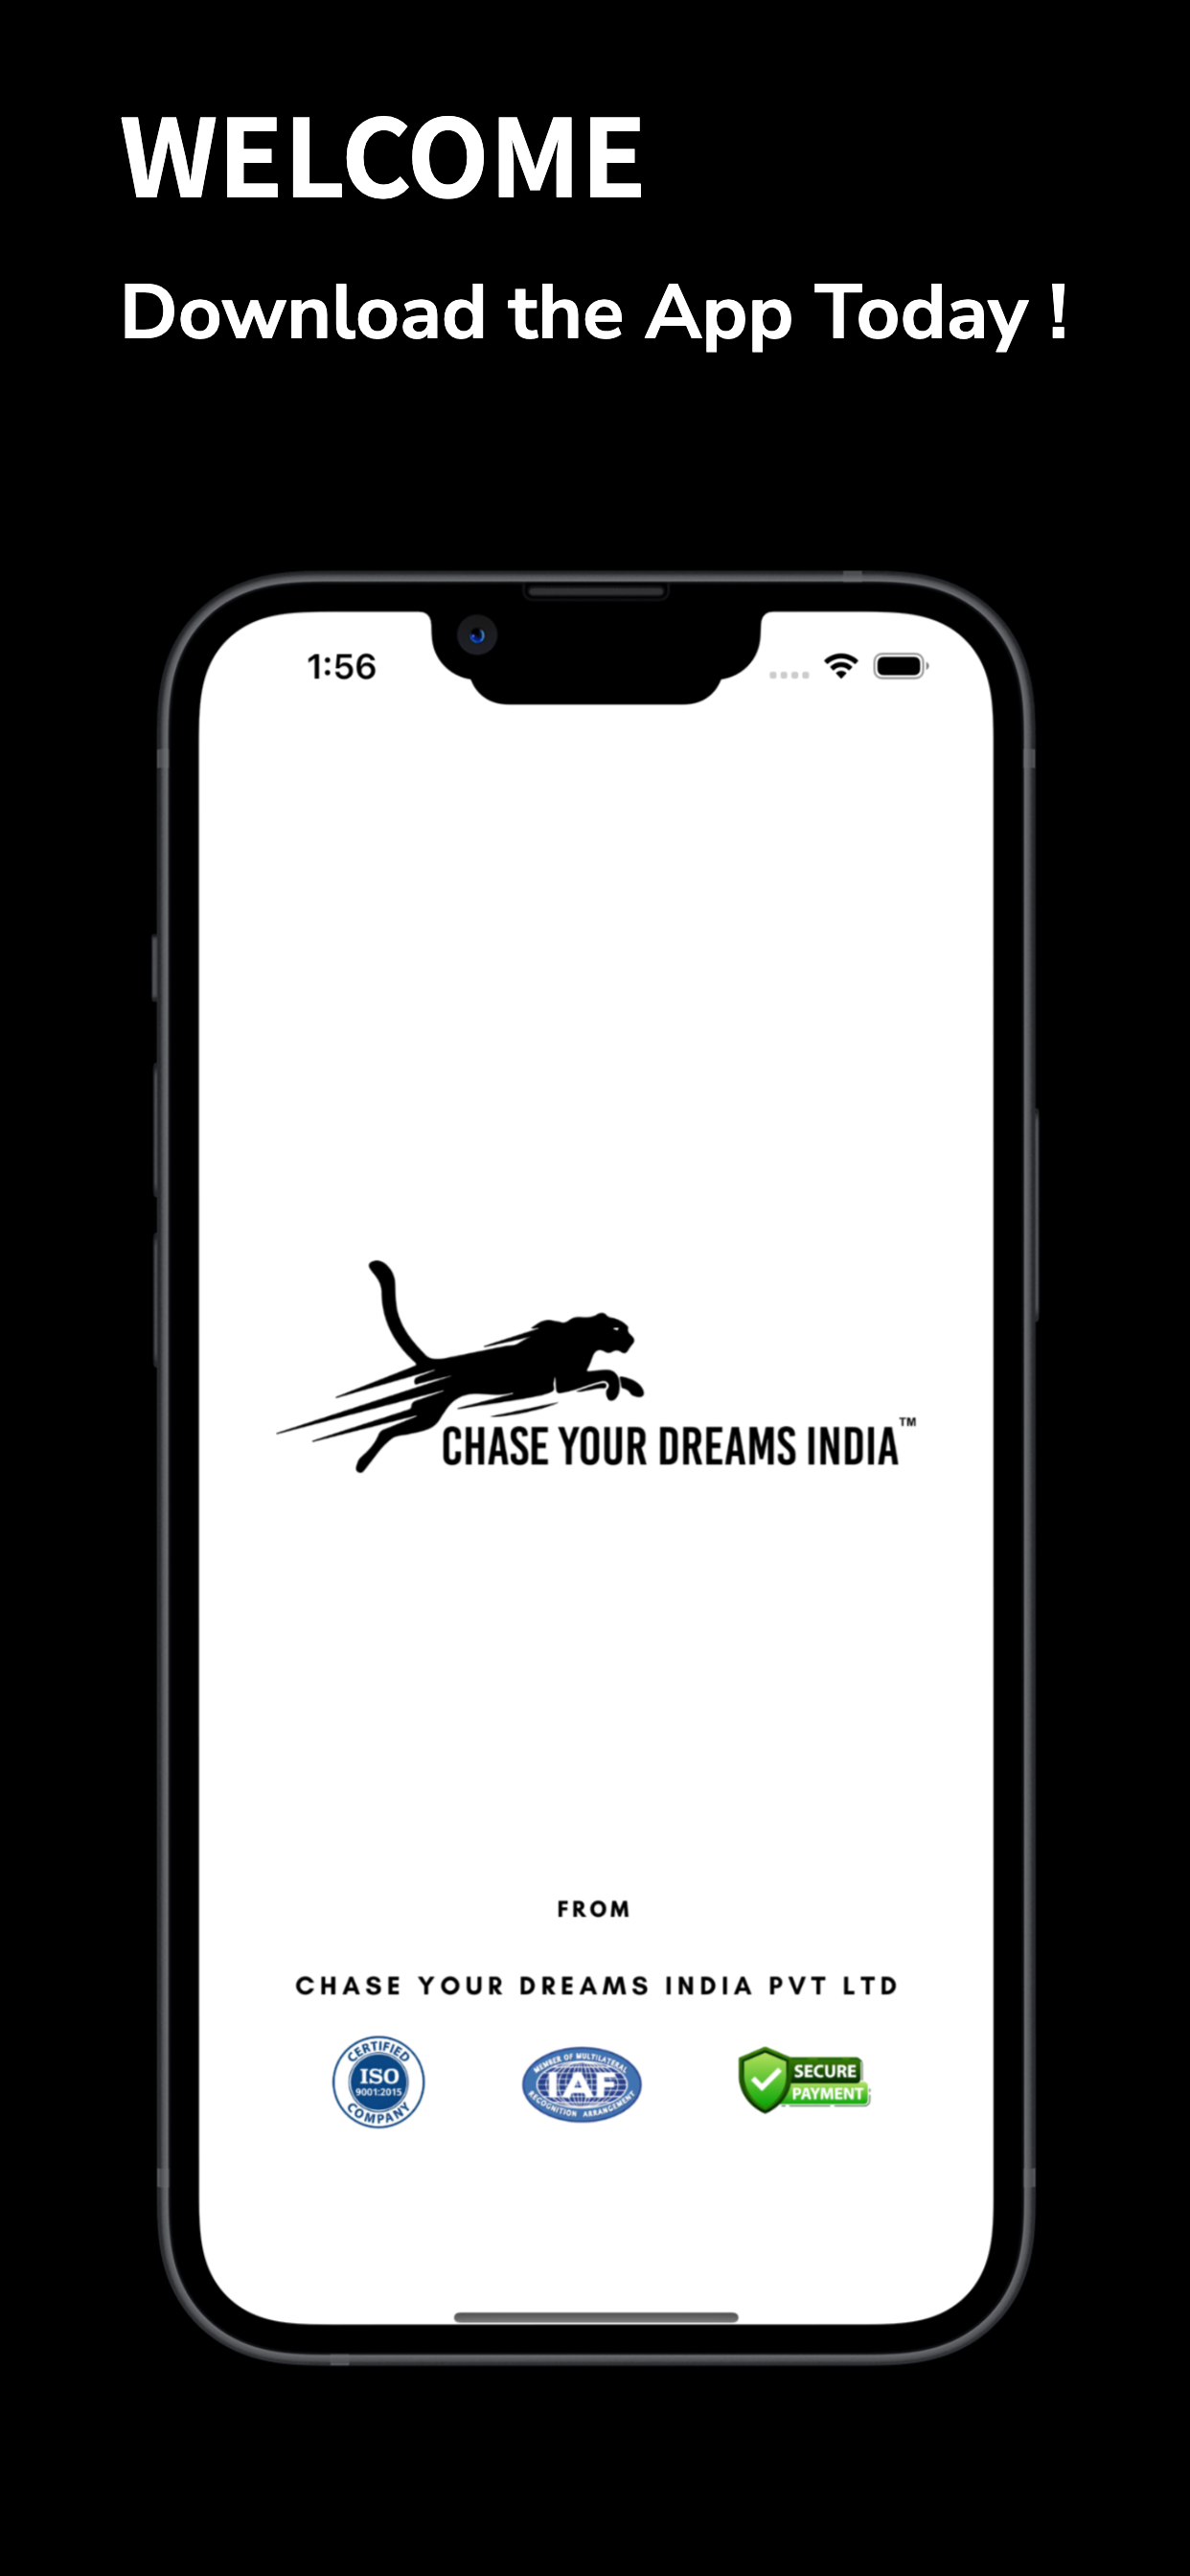 WELCOME
Download the App Today !
1:56
CHASE YOUR DREAMS INDIA™
FROM
CHASE YOUR DREAMS INDIA PVT LTD
CERTIFIED
ISO
9001:2015
COMPANY
MEMBER OF MULTILATERAL
IAF
RECOGNITION ARRANGEMENT
SECURE
PAYMENT